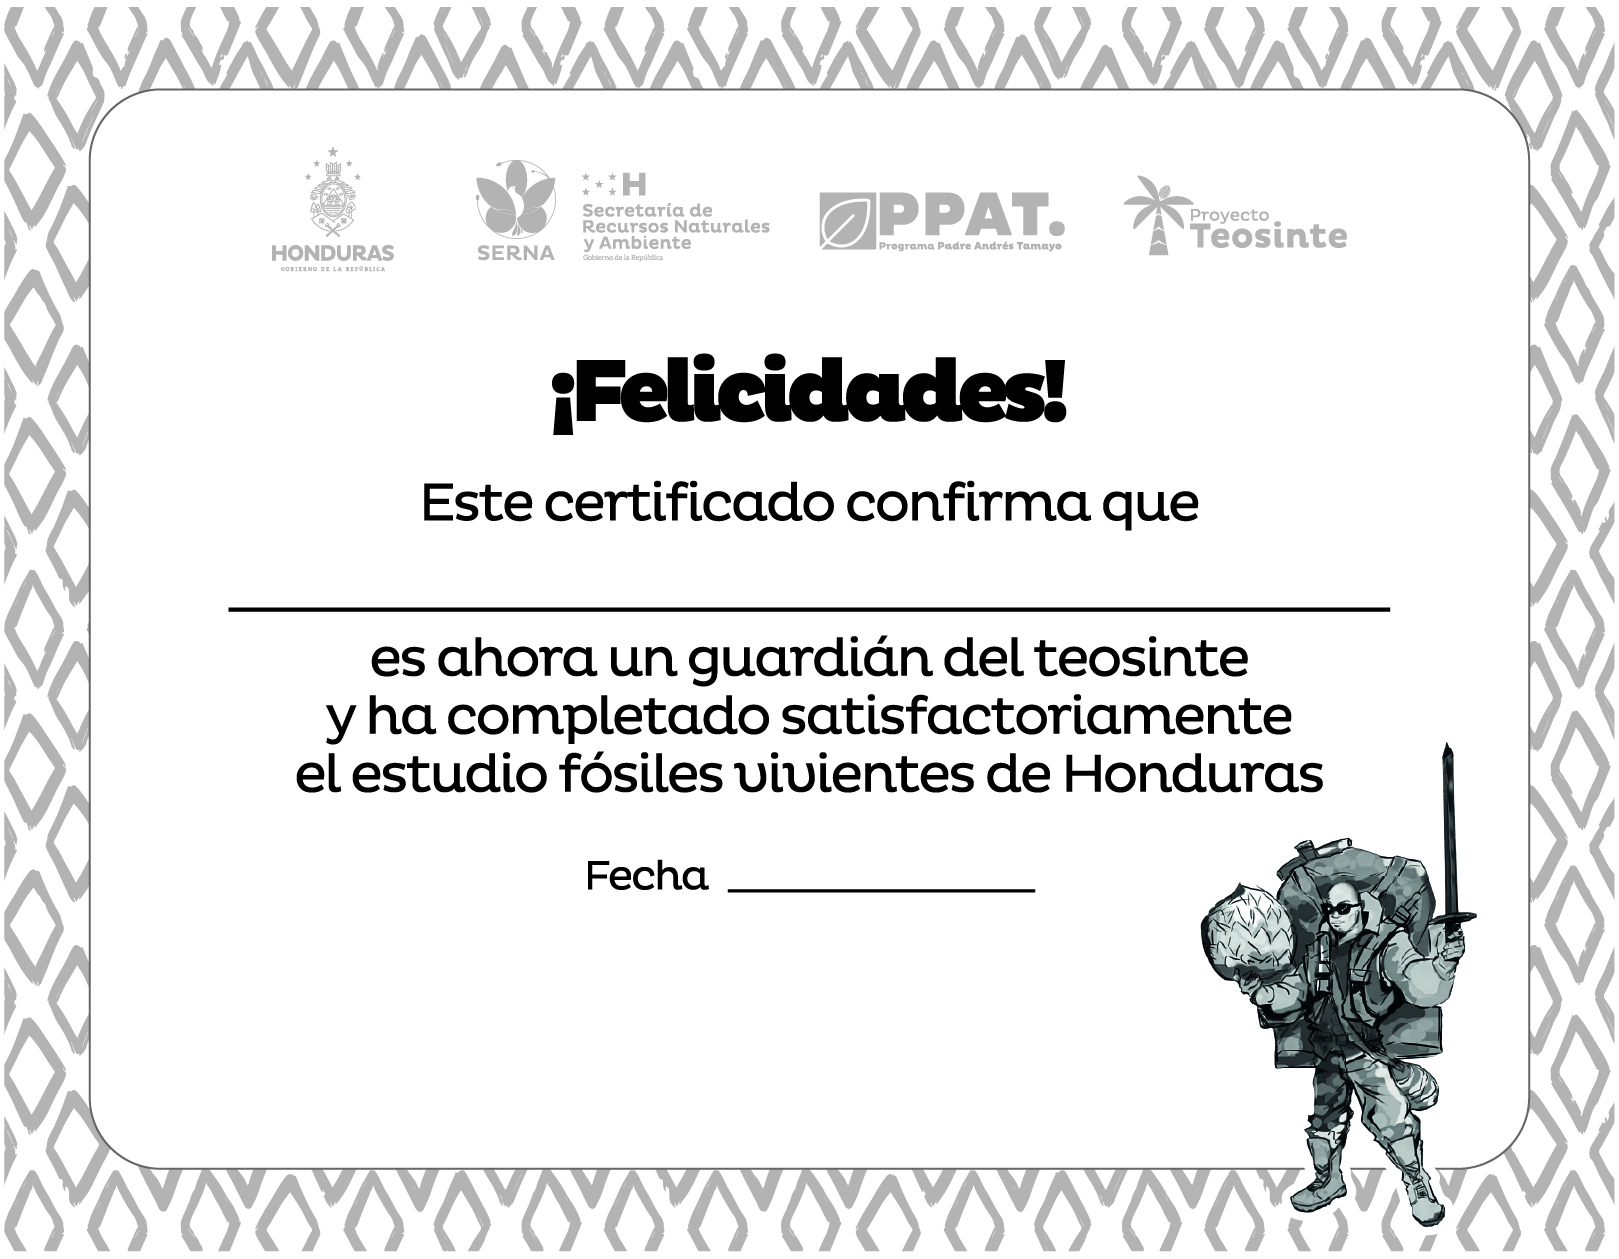 HONDURAS
GOBIERNO DE LA REPÚBLICA
SERNA
H
Secretaría de
Recursos Naturales
y Ambiente
Gobierno de la República
PPAT.
Programa Padre Andrés Tamayo
Proyecto
Teosinte
¡Felicidades!
Este certificado confirma que
es ahora un guardián del teosinte
y ha completado satisfactoriamente
el estudio fósiles vivientes de Honduras
Fecha